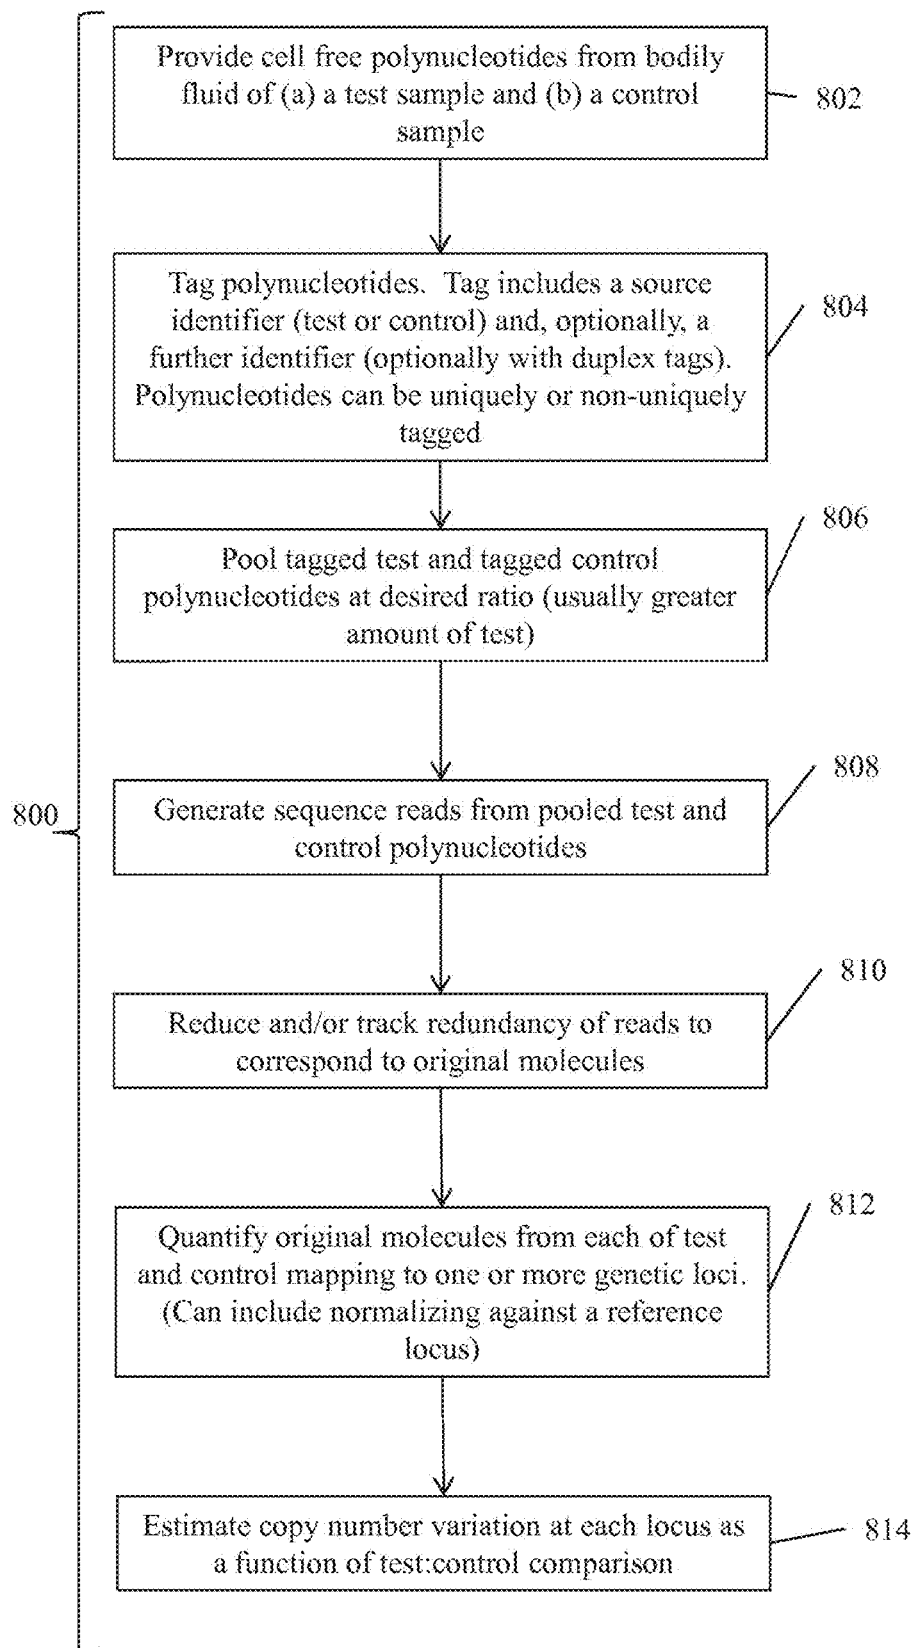 Provide cell free polynucleotides from bodily
fluid of (a) a test sample and (b) a control
sample
802
Tag polynucleotides. Tag includes a source
identifier (test or control) and, optionally, a
further identifier (optionally with duplex tags).
Polynucleotides can be uniquely or non-uniquely
tagged
804
Pool tagged test and tagged control
polynucleotides at desired ratio (usually greater
amount of test)
806
Generate sequence reads from pooled test and
control polynucleotides
808
800
Reduce and/or track redundancy of reads to
correspond to original molecules
810
Quantify original molecules from each of test
and control mapping to one or more genetic loci.
(Can include normalizing against a reference
locus)
812
Estimate copy number variation at each locus as
a function of test:control comparison
814